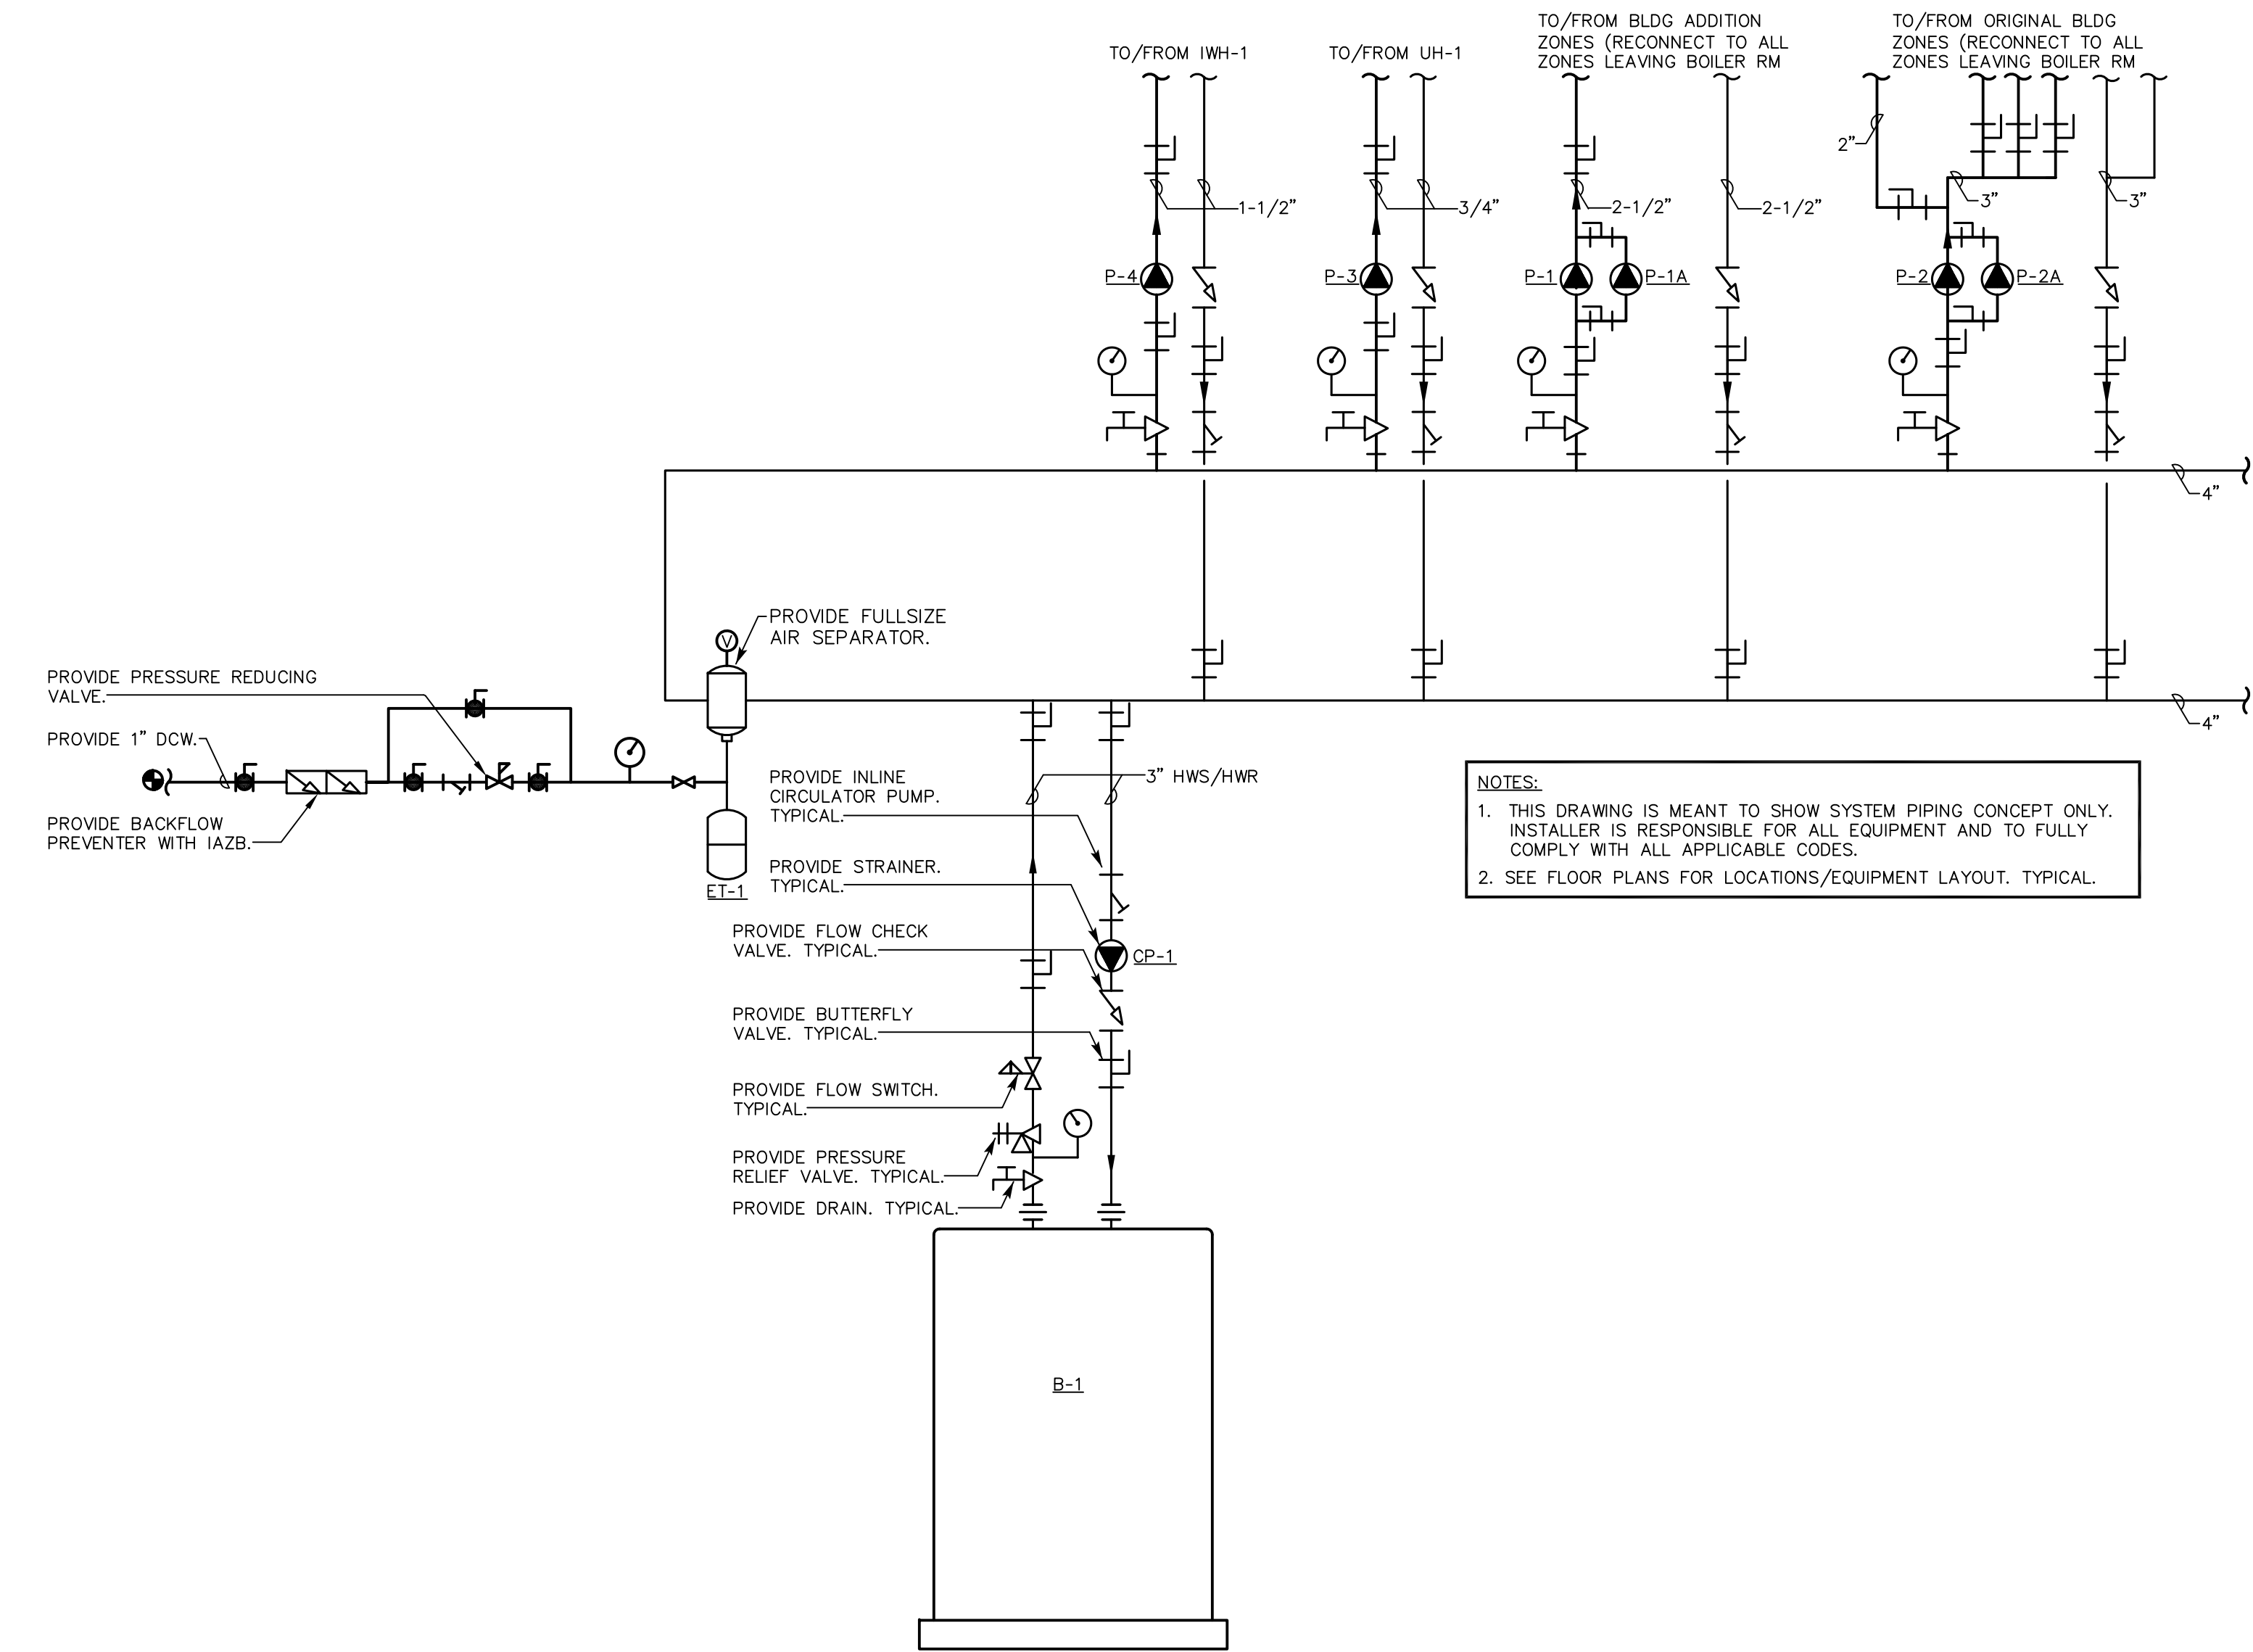 TO/FROM IWH-1
TO/FROM UH-1
TO/FROM BLDG ADDITION
ZONES (RECONNECT TO ALL
ZONES LEAVING BOILER RM
TO/FROM ORIGINAL BLDG
ZONES (RECONNECT TO ALL
ZONES LEAVING BOILER RM
2”
1-1/2”
3/4”
2-1/2”
2-1/2”
3”
3”
P-4
P-3
P-1
P-1A
P-2
P-2A
4”
PROVIDE FULLSIZE
AIR SEPARATOR.
V
PROVIDE PRESSURE REDUCING
VALVE.
4”
PROVIDE 1” DCW.
PROVIDE BACKFLOW
PREVENTER WITH IAZB.
ET-1
PROVIDE INLINE
CIRCULATOR PUMP.
TYPICAL.
3” HWS/HWR
PROVIDE STRAINER.
TYPICAL.
PROVIDE FLOW CHECK
VALVE. TYPICAL.
CP-1
PROVIDE BUTTERFLY
VALVE. TYPICAL.
PROVIDE FLOW SWITCH.
TYPICAL.
PROVIDE PRESSURE
RELIEF VALVE. TYPICAL.
PROVIDE DRAIN. TYPICAL.
B-1
NOTES:
1. THIS DRAWING IS MEANT TO SHOW SYSTEM PIPING CONCEPT ONLY.
INSTALLER IS RESPONSIBLE FOR ALL EQUIPMENT AND TO FULLY
COMPLY WITH ALL APPLICABLE CODES.
2. SEE FLOOR PLANS FOR LOCATIONS/EQUIPMENT LAYOUT. TYPICAL.